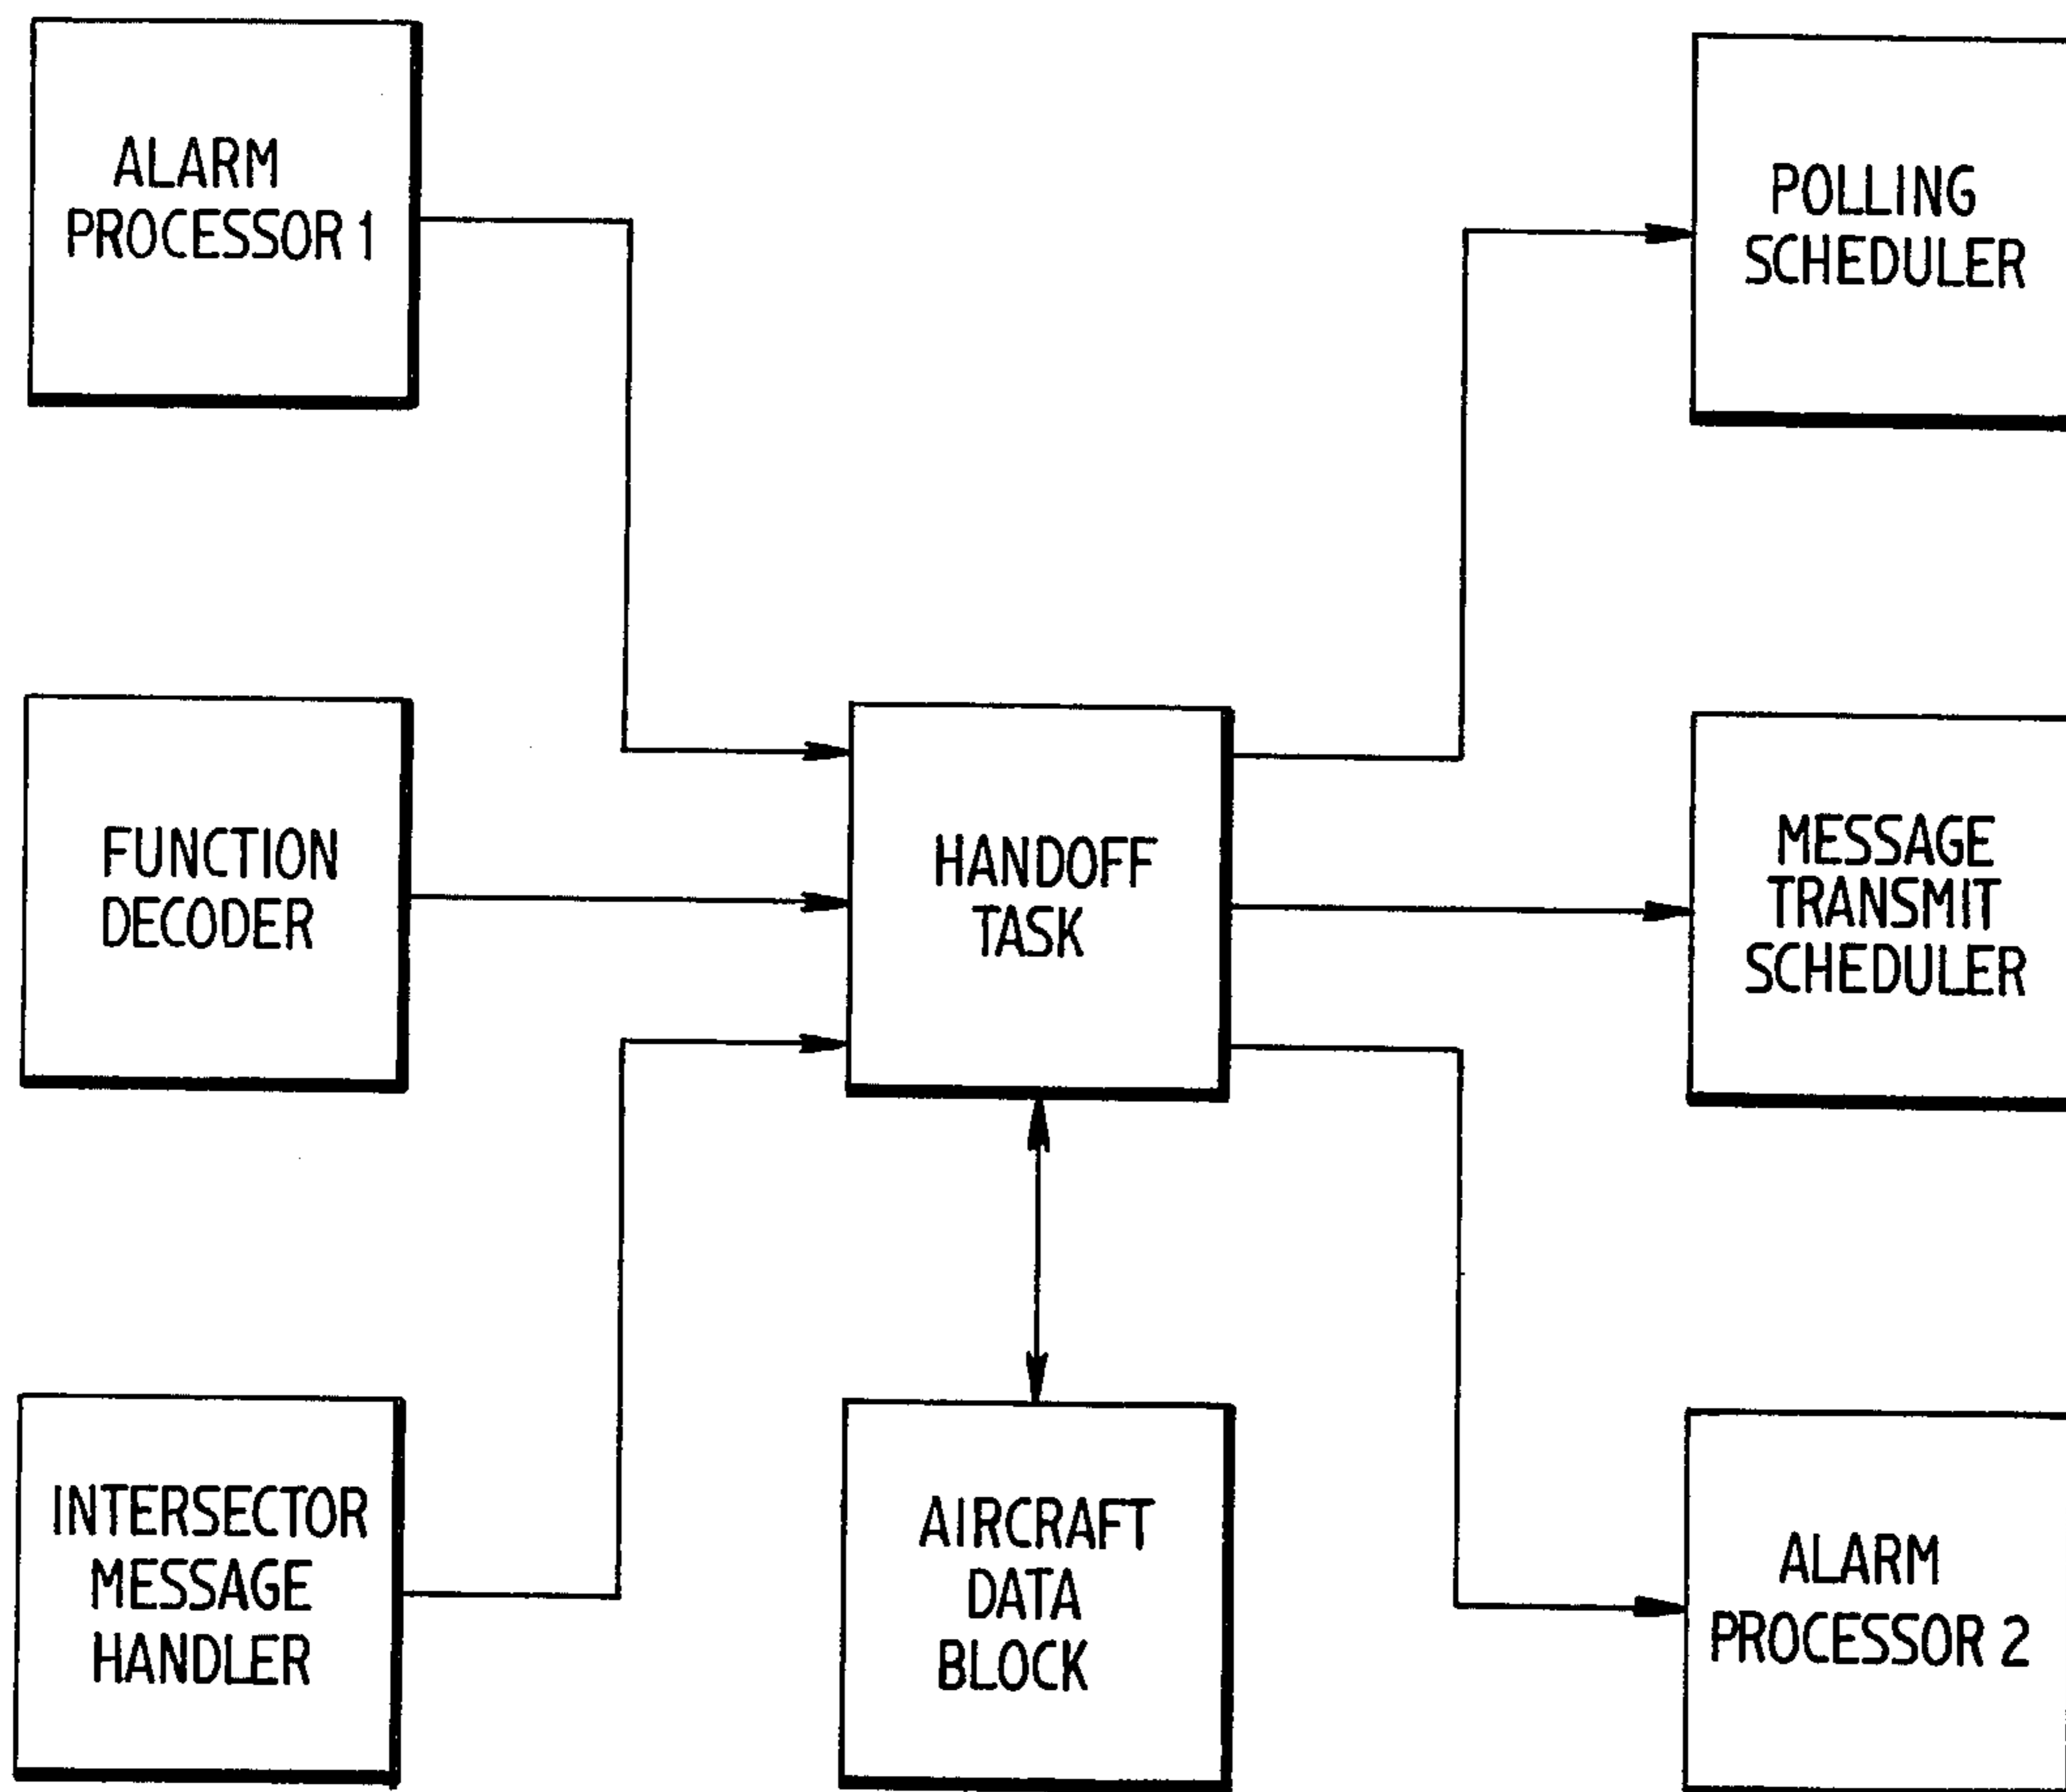 ALARM
PROCESSOR 1
POLLING
SCHEDULER
FUNCTION
DECODER
HANDOFF
TASK
MESSAGE
TRANSMIT
SCHEDULER
INTERSECTOR
MESSAGE
HANDLER
AIRCRAFT
DATA
BLOCK
ALARM
PROCESSOR 2